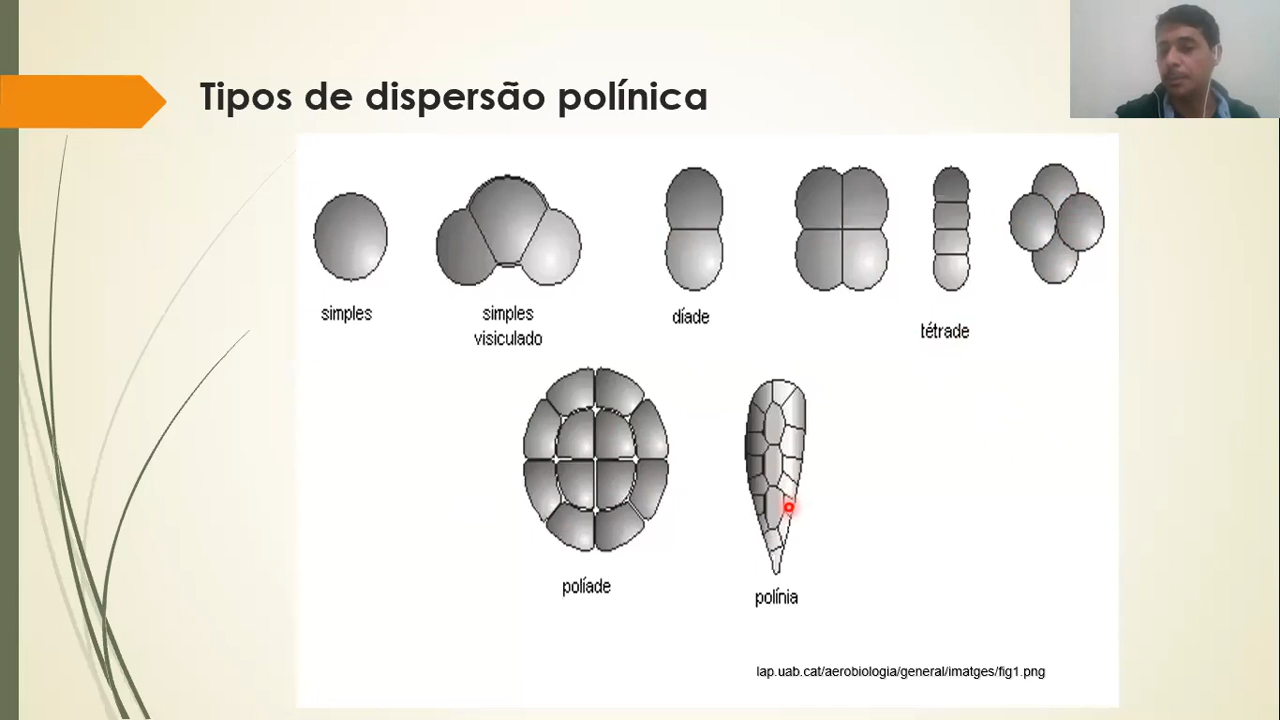 Tipos de dispersão polínica
simples
simples
visiculado
díade
tétrade
políade
polínia
lap.uab.cat/aerobiologia/general/imatges/fig1.png